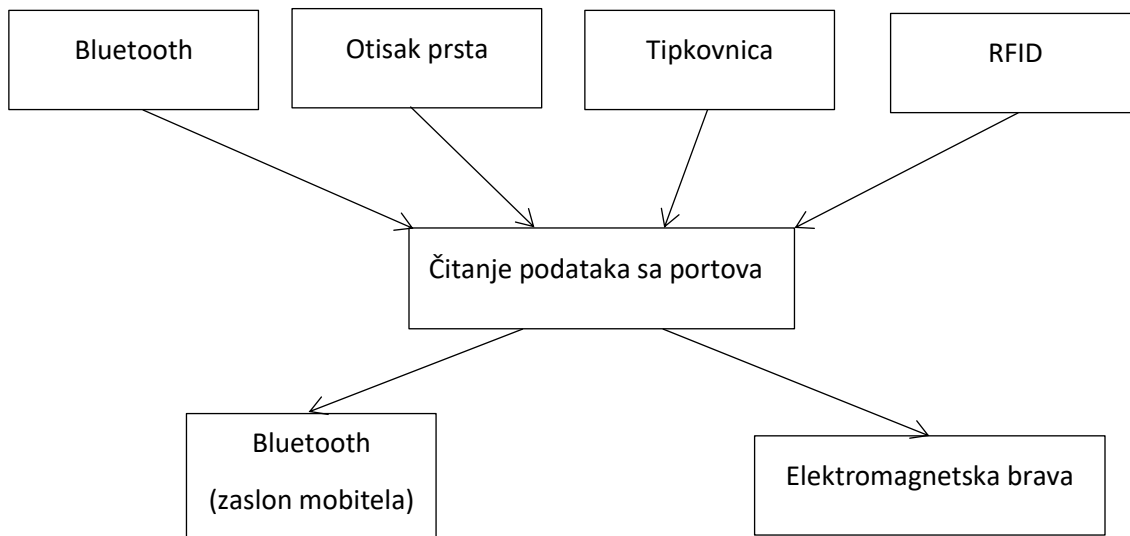 Bluetooth
Otisak prsta
Tipkovnica
RFID
Čitanje podataka sa portova
Bluetooth
(zaslon mobitela)
Elektromagnetska brava